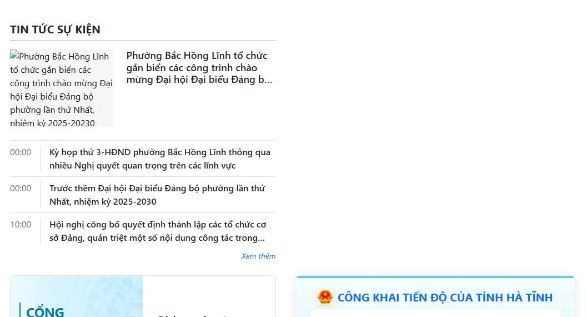 TIN TỨC SỰ KIỆN
Phường Bắc Hồng Lĩnh
tổ chức gắn biển các
công trình chào mừng Đại
hội Đại biểu Đảng bộ
phường lần thứ Nhất,
nhiệm kỳ 2025-20230
Phường Bắc Hồng Lĩnh tổ chức
gắn biển các công trình chào
mừng Đại hội Đại biểu Đảng b...
00:00 Kỳ họp thứ 3-HĐND phường Bắc Hồng Lĩnh thông qua
nhiều Nghị quyết quan trọng trên các lĩnh vực
00:00 Trước thềm Đại hội Đại biểu Đảng bộ phường lần thứ
Nhất, nhiệm kỳ 2025-2030
10:00 Hội nghị công bố quyết định thành lập các tổ chức cơ
sở Đảng, quán triệt một số nội dung công tác trong...
Xem thêm
CỔNG
CÔNG KHAI TIẾN ĐỘ CỦA TỈNH HÀ TĨNH